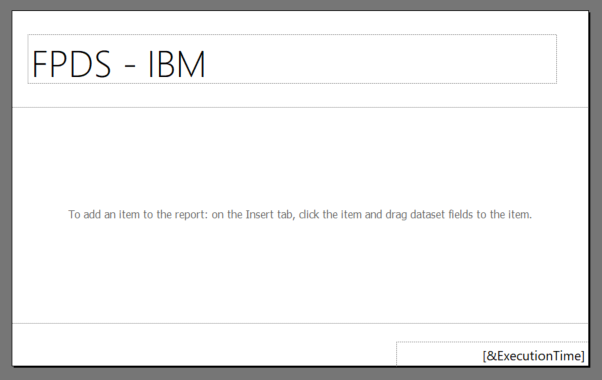 FPDS - IBM
To add an item to the report: on the Insert tab, click the item and drag dataset fields to the item.
[&ExecutionTime]